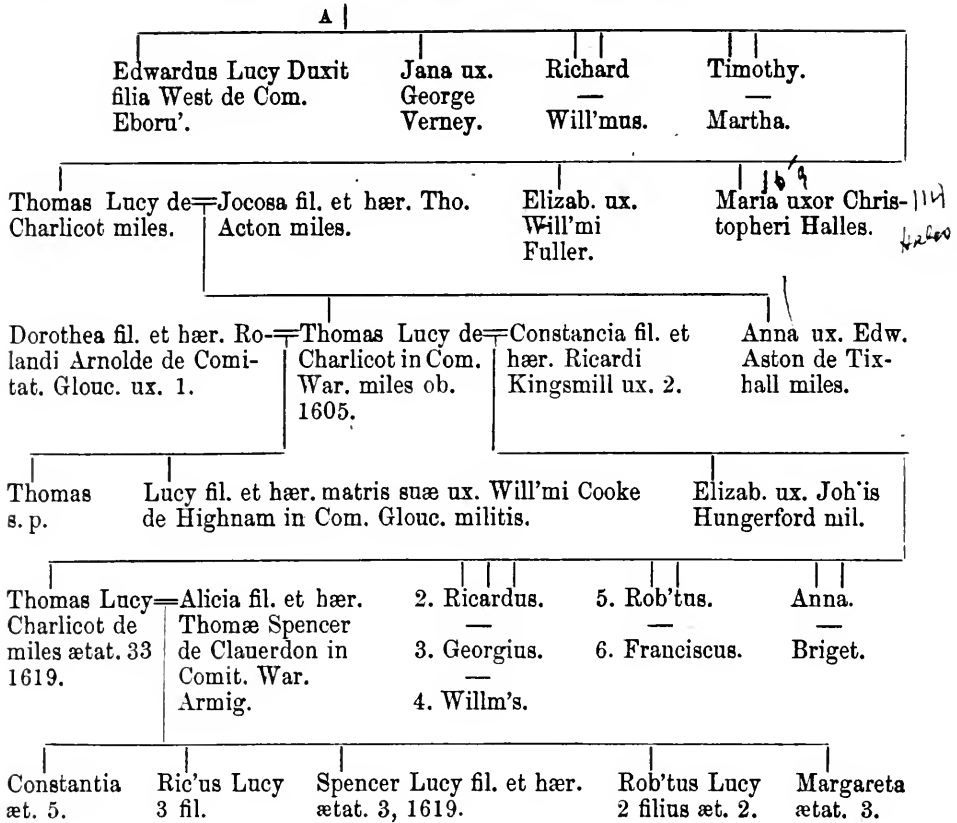 A
Edwardus Lucy Duxit
filia West de Com.
Eboru'.
Jana ux.
George
Verney.
Richard
—
Will'mus.
Timothy.
—
Martha.
Thomas Lucy de
Charlicot miles.
Jocosa fil. et hær. Tho.
Acton miles.
Elizab. ux.
Will'mi
Fuller.
Maria uxor Chris-
topheri Halles.
Dorothea fil. et hær. Ro-
landi Arnolde de Comi-
tat. Glouc. ux. 1.
Thomas Lucy de
Charlicot in Com.
War. miles ob.
1605.
Constancia fil. et
hær. Ricardi
Kingsmill ux. 2.
Anna ux. Edw.
Aston de Tix-
hall miles.
Thomas
s. p.
Lucy fil. et hær. matris suæ ux. Will'mi Cooke
de Highnam in Com. Glouc. militis.
Elizab. ux. Joh'is
Hungerford mil.
Thomas Lucy
Charlicot de
miles ætat. 33
1619.
Alicia fil. et hær.
Thomæ Spencer
de Clauerdon in
Comit. War.
Armig.
2. Ricardus.
—
3. Georgius.
—
4. Willm's.
5. Rob'tus.
—
6. Franciscus.
Anna.
—
Briget.
Constantia
æt. 5.
Ric'us Lucy
3 fil.
Spencer Lucy fil. et hær.
ætat. 3, 1619.
Rob'tus Lucy
2 filius æt. 2.
Margareta
ætat. 3.